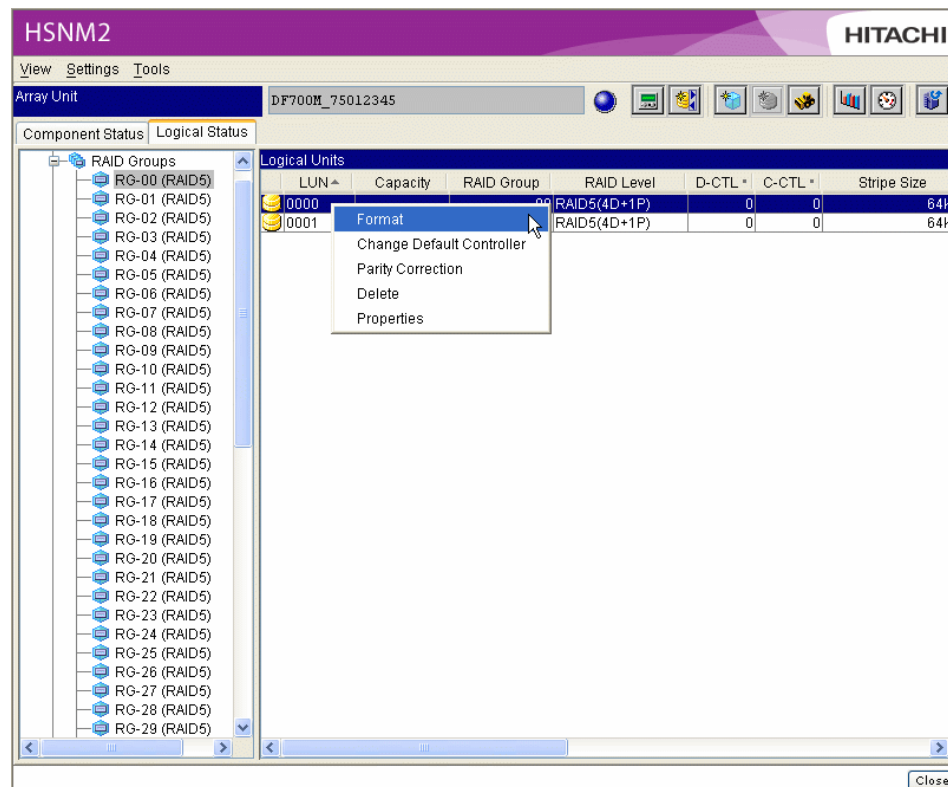 HSNM2 HITACHI
View Settings Tools
Array Unit DF700M_75012345
Component Status Logical Status
RAID Groups
RG-00 (RAID5)
RG-01 (RAID5)
RG-02 (RAID5)
RG-03 (RAID5)
RG-04 (RAID5)
RG-05 (RAID5)
RG-06 (RAID5)
RG-07 (RAID5)
RG-08 (RAID5)
RG-09 (RAID5)
RG-10 (RAID5)
RG-11 (RAID5)
RG-12 (RAID5)
RG-13 (RAID5)
RG-14 (RAID5)
RG-15 (RAID5)
RG-16 (RAID5)
RG-17 (RAID5)
RG-18 (RAID5)
RG-19 (RAID5)
RG-20 (RAID5)
RG-21 (RAID5)
RG-22 (RAID5)
RG-23 (RAID5)
RG-24 (RAID5)
RG-25 (RAID5)
RG-26 (RAID5)
RG-27 (RAID5)
RG-28 (RAID5)
RG-29 (RAID5)
Logical Units
LUN Capacity RAID Group RAID Level D-CTL * C-CTL * Stripe Size
0000 RAID5(4D+1P) 0 0
0001 RAID5(4D+1P) 0 0
Format
Change Default Controller
Parity Correction
Delete
Properties
Close